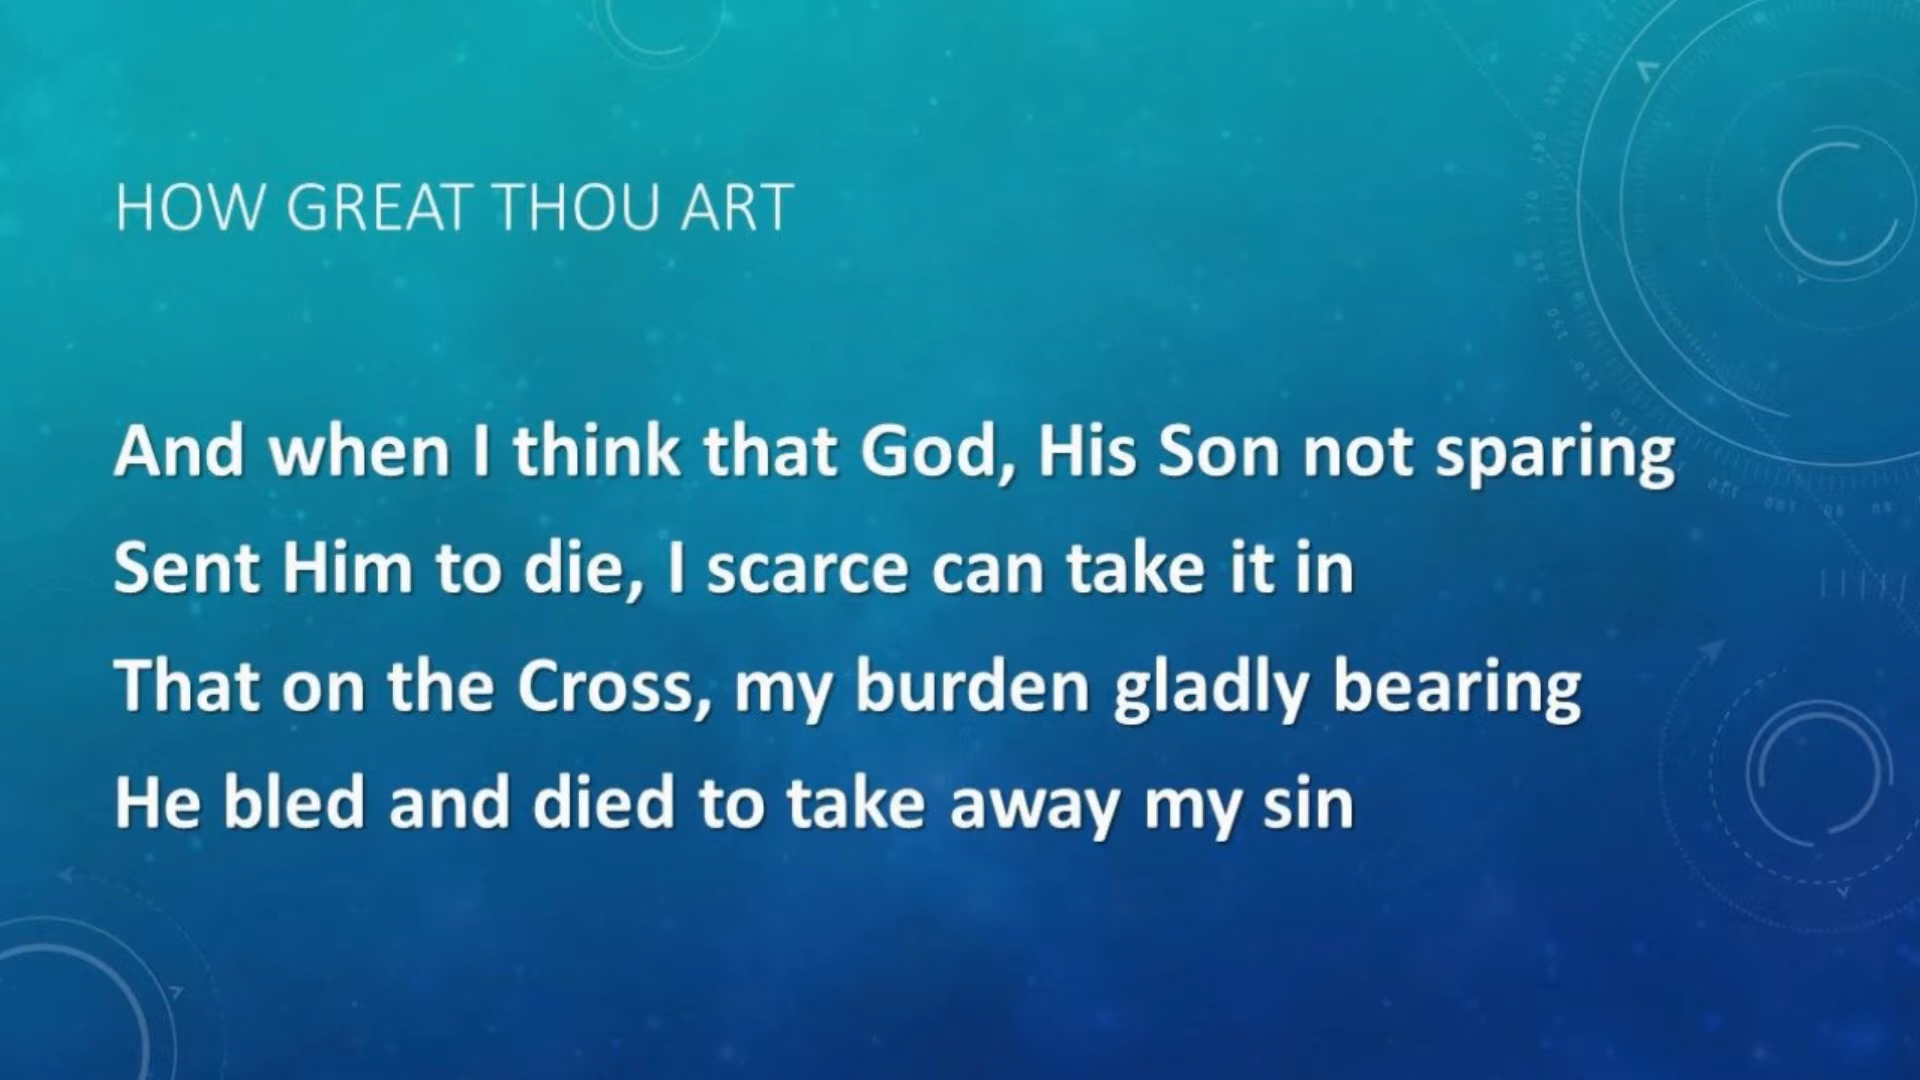 HOW GREAT THOU ART
And when I think that God, His Son not sparing
Sent Him to die, I scarce can take it in
That on the Cross, my burden gladly bearing
He bled and died to take away my sin